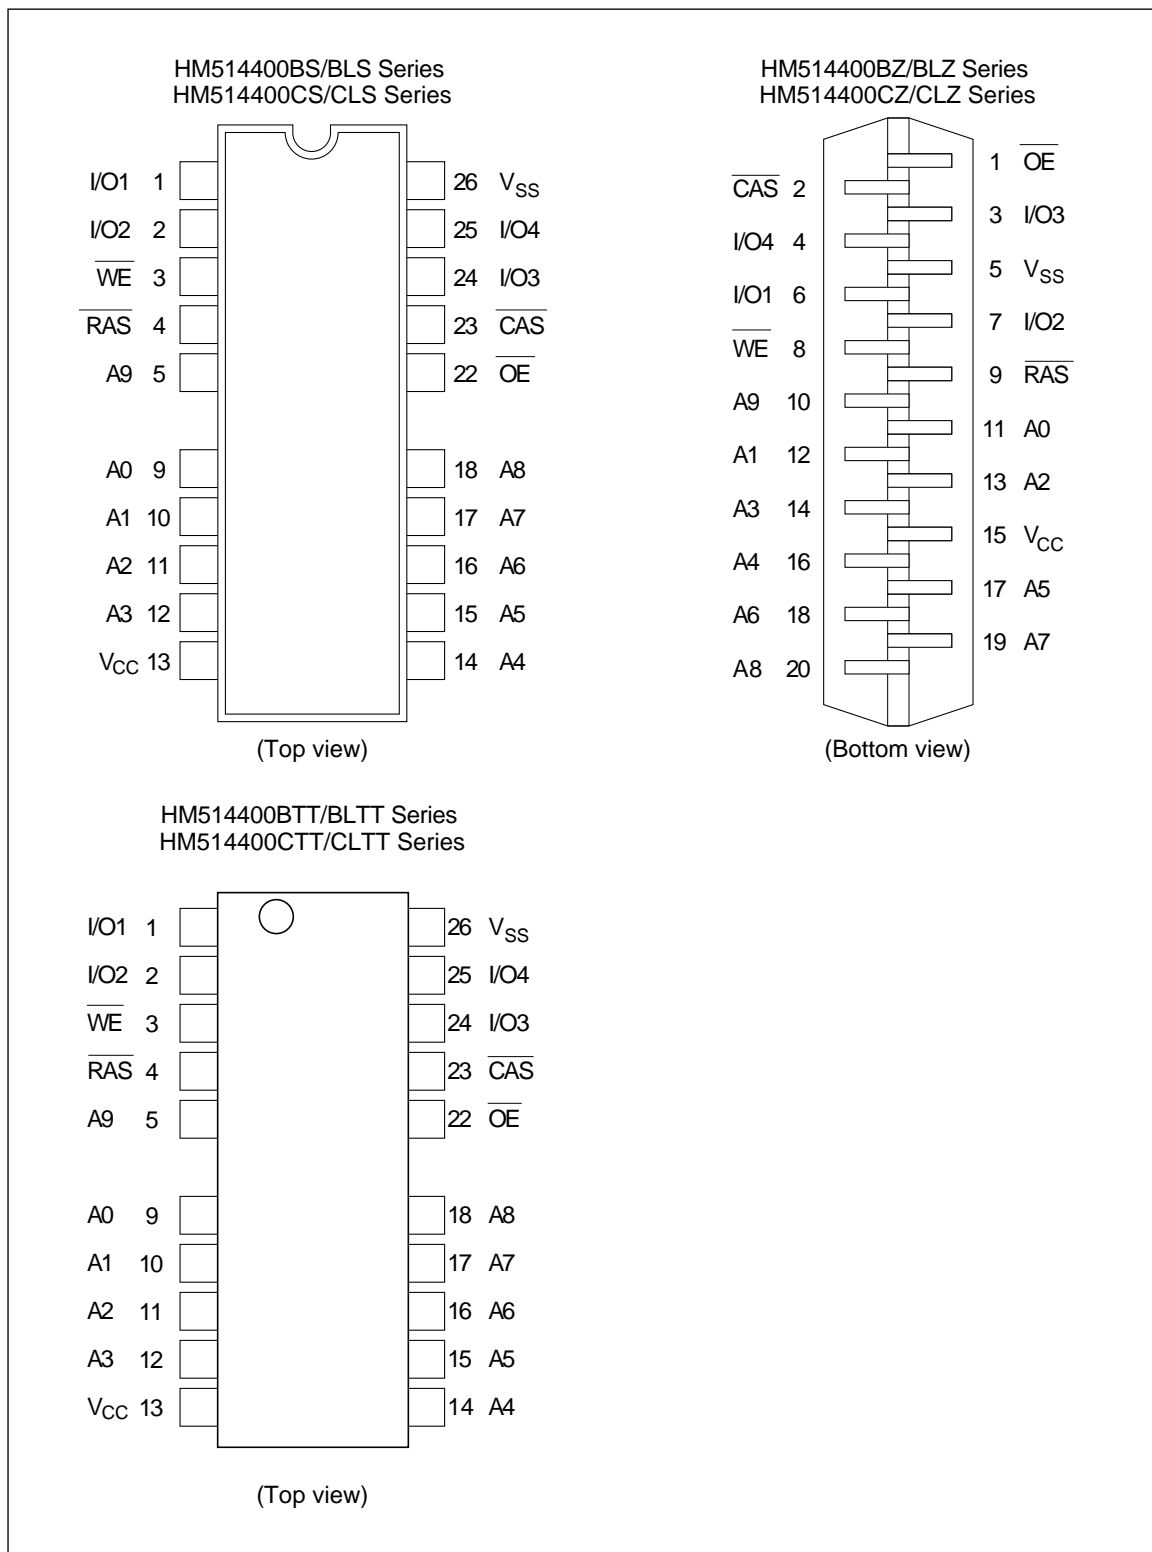 HM514400BS/BLS Series
HM514400CS/CLS Series
I/O1 1 26 VSS
I/O2 2 25 I/O4
WE 3 24 I/O3
RAS 4 23 CAS
A9 5 22 OE
A0 9 18 A8
A1 10 17 A7
A2 11 16 A6
A3 12 15 A5
VCC 13 14 A4
(Top view)
HM514400BZ/BLZ Series
HM514400CZ/CLZ Series
1 OE
CAS 2
3 I/O3
I/O4 4
5 VSS
I/O1 6
7 I/O2
WE 8
9 RAS
A9 10
11 A0
A1 12
13 A2
A3 14
15 VCC
A4 16
17 A5
A6 18
19 A7
A8 20
(Bottom view)
HM514400BTT/BLTT Series
HM514400CTT/CLTT Series
I/O1 1 26 VSS
I/O2 2 25 I/O4
WE 3 24 I/O3
RAS 4 23 CAS
A9 5 22 OE
A0 9 18 A8
A1 10 17 A7
A2 11 16 A6
A3 12 15 A5
VCC 13 14 A4
(Top view)